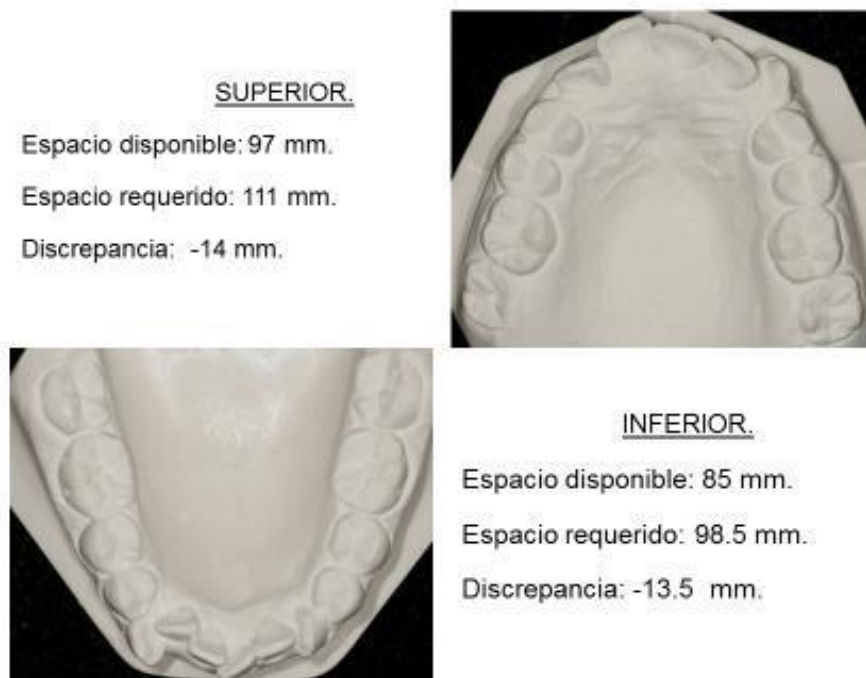 SUPERIOR.
Espacio disponible: 97 mm.
Espacio requerido: 111 mm.
Discrepancia: -14 mm.
INFERIOR.
Espacio disponible: 85 mm.
Espacio requerido: 98.5 mm.
Discrepancia: -13.5 mm.